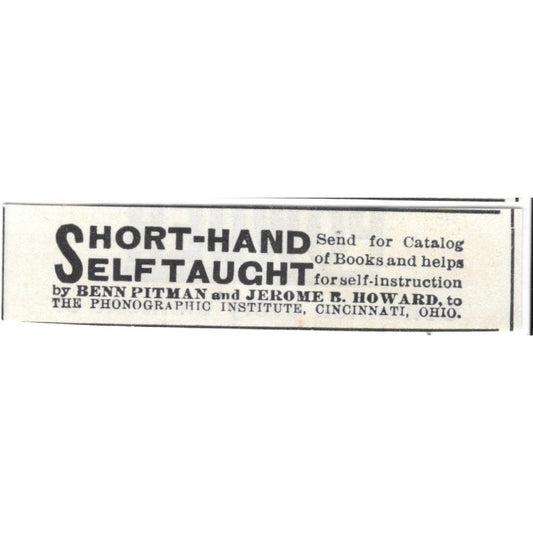 SHORT-HAND Send for Catalog
SELF TAUGHT of Books and helps
for self-instruction
by BENN PITMAN and JEROME B. HOWARD, to
THE PHONOGRAPHIC INSTITUTE, CINCINNATI, OHIO.